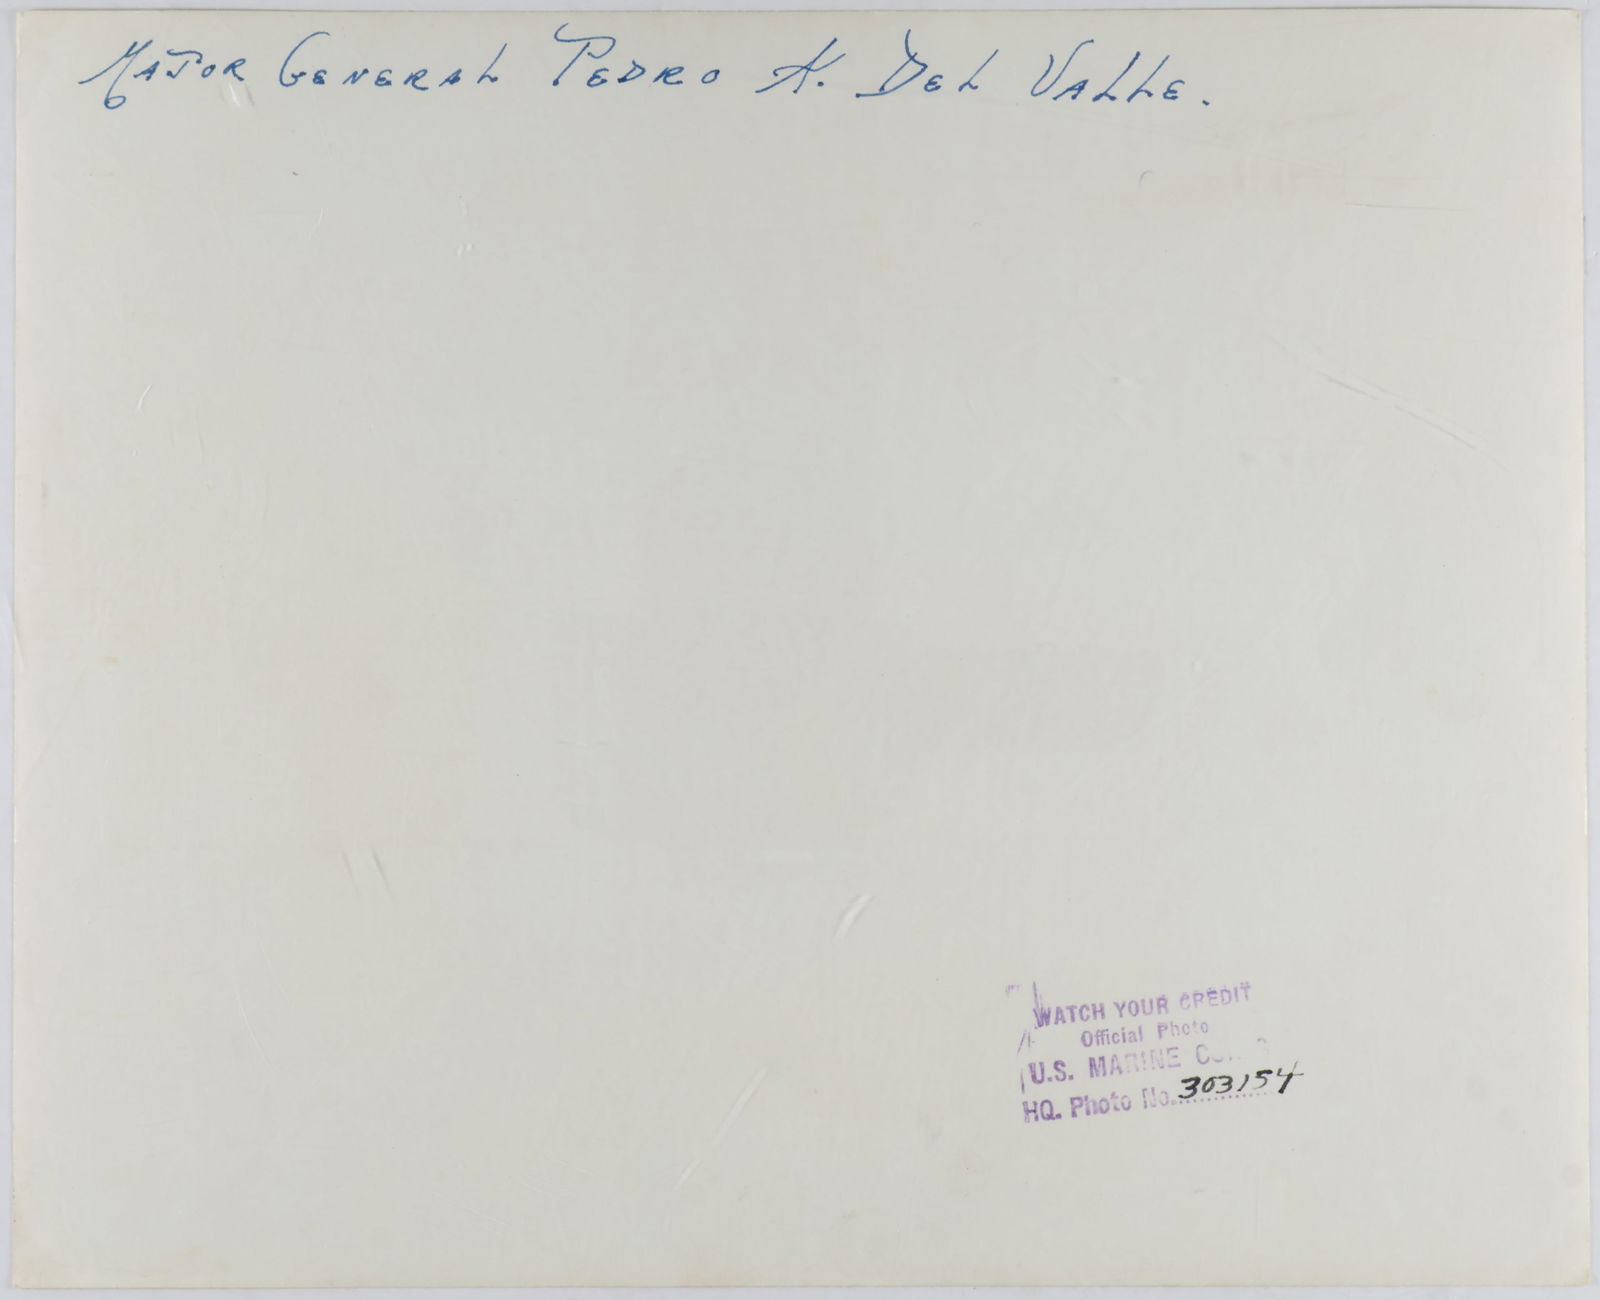 Major General Pedro A. Del Valle.
WATCH YOUR CREDIT
Official Photo
U.S. MARINE
HQ. Photo No. 303154